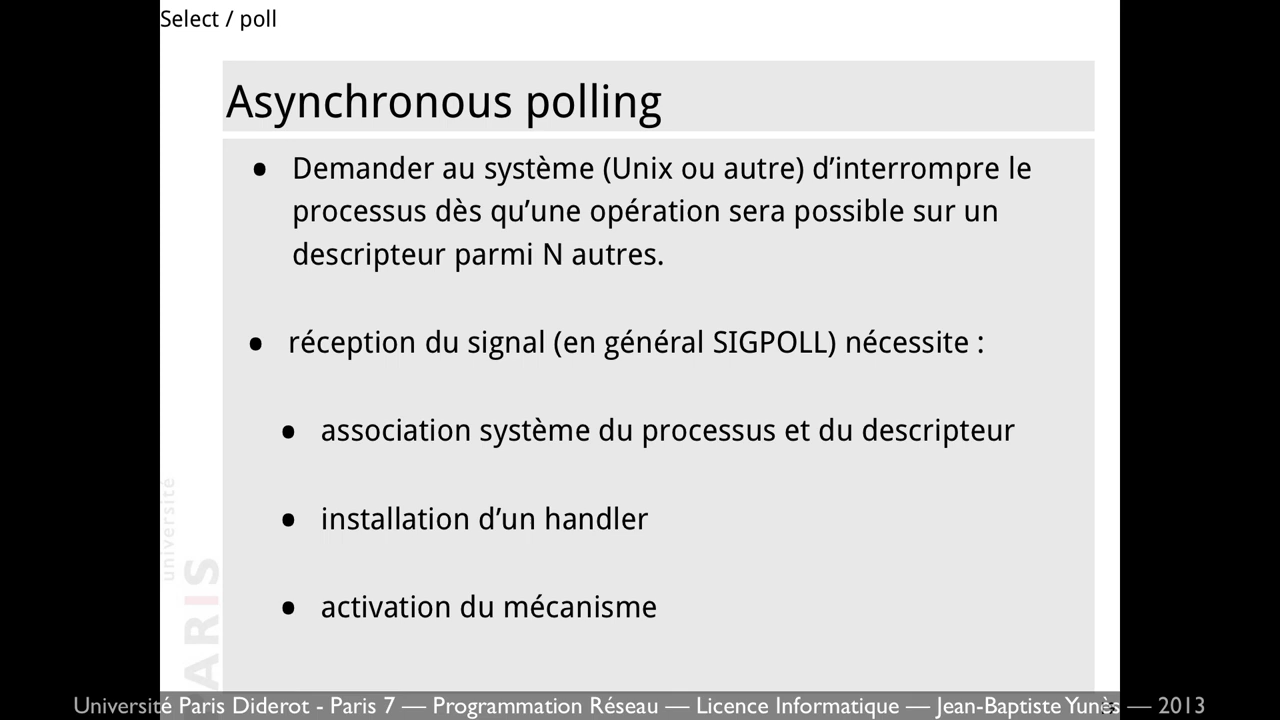 Select / poll
Asynchronous polling
• Demander au système (Unix ou autre) d’interrompre le
processus dès qu’une opération sera possible sur un
descripteur parmi N autres.
• réception du signal (en général SIGPOLL) nécessite :
• association système du processus et du descripteur
• installation d’un handler
• activation du mécanisme
université
PARIS
Université Paris Diderot - Paris 7 — Programmation Réseau — Licence Informatique — Jean-Baptiste Yunès — 2013